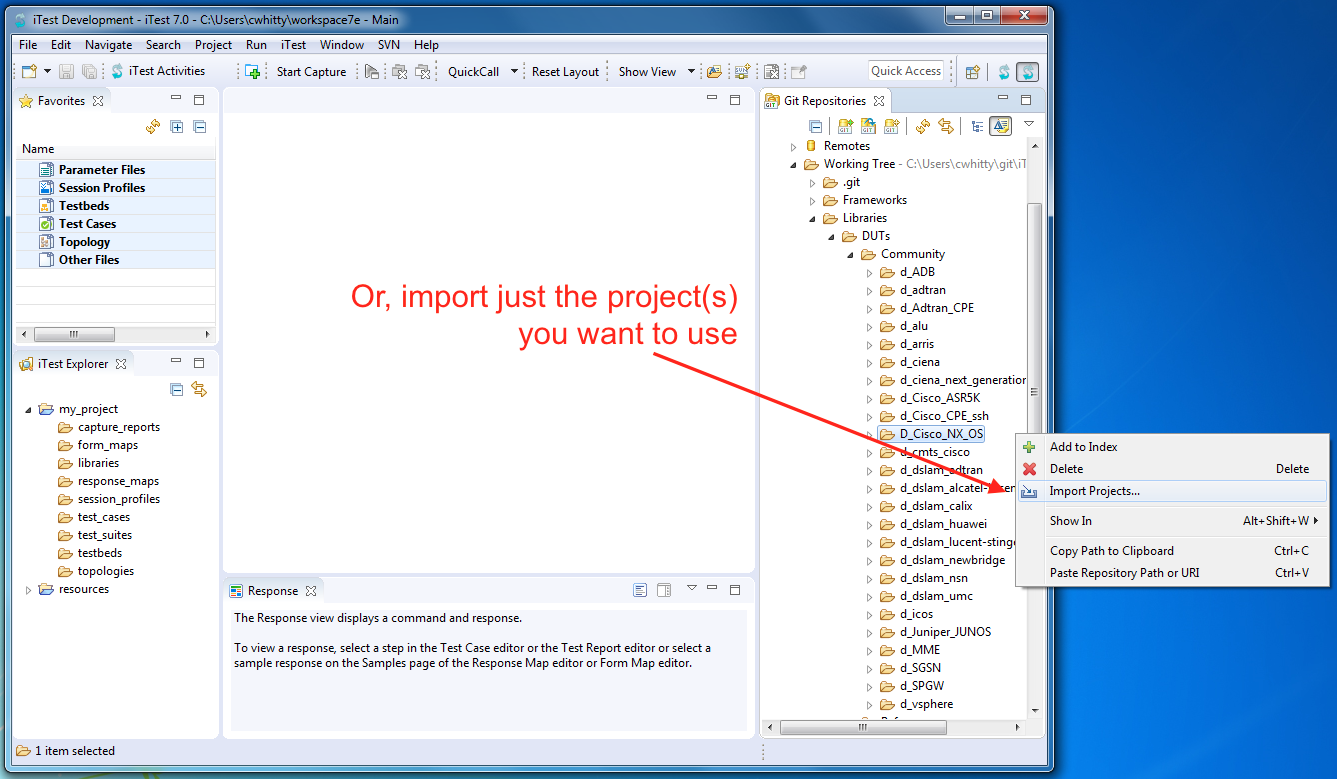 iTest Development - iTest 7.0 - C:\Users\cwhitty\workspace7e - Main
File Edit Navigate Search Project Run iTest Window SVN Help
iTest Activities Start Capture QuickCall Reset Layout Show View Quick Access
Favorites
Name
Parameter Files
Session Profiles
Testbeds
Test Cases
Topology
Other Files
iTest Explorer
my_project
capture_reports
form_maps
libraries
response_maps
session_profiles
test_cases
test_suites
testbeds
topologies
resources
Or, import just the project(s)
you want to use
Response
The Response view displays a command and response.
To view a response, select a step in the Test Case editor or the Test Report editor or select a
sample response on the Samples page of the Response Map editor or Form Map editor.
Git Repositories
GIT GIT GIT
Remotes
Working Tree - C:\Users\cwhitty\git\iT
.git
Frameworks
Libraries
DUTs
Community
d_ADB
d_adtran
d_Adtran_CPE
d_alu
d_arris
d_ciena
d_ciena_next_generation
d_Cisco_ASR5K
d_Cisco_CPE_ssh
D_Cisco_NX_OS
d_cmts_cisco
d_dslam_adtran
d_dslam_alcatel-
d_dslam_calix
d_dslam_huawei
d_dslam_lucent-stinge
d_dslam_newbridge
d_dslam_nsn
d_dslam_umc
d_icos
d_Juniper_JUNOS
d_MME
d_SGSN
d_SPGW
d_vsphere
Add to Index
Delete Delete
Import Projects...
Show In Alt+Shift+W
Copy Path to Clipboard Ctrl+C
Paste Repository Path or URI Ctrl+V
1 item selected